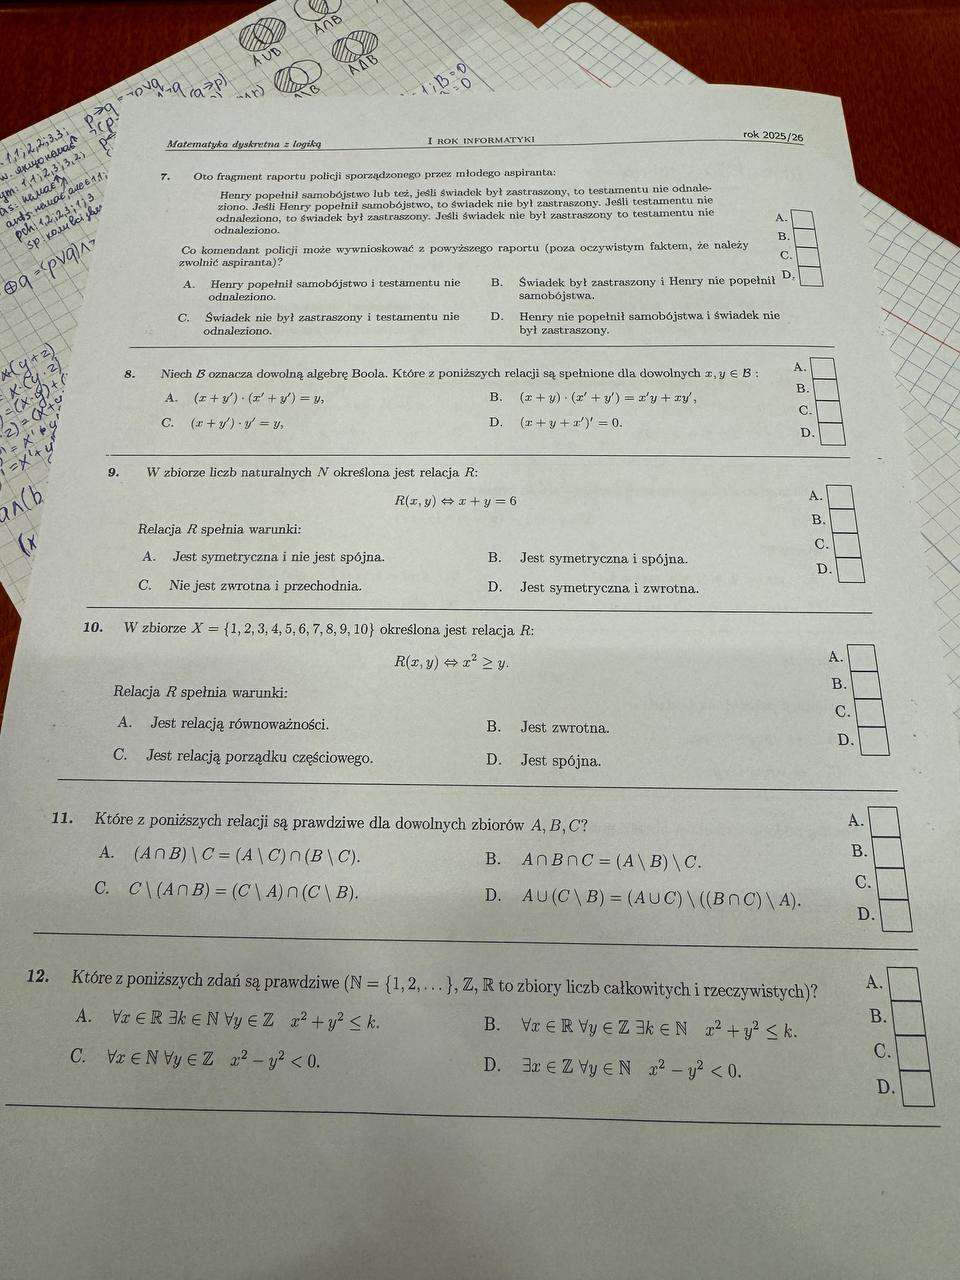 A∪B
A∩B
A∆B
Matematyka dyskretna z logiką I ROK INFORMATYKI rok 2025/26
7. Oto fragment raportu policji sporządzonego przez młodego aspiranta:
Henry popełnił samobójstwo lub też, jeśli świadek był zastraszony, to testamentu nie odnale-
ziono. Jeśli Henry popełnił samobójstwo, to świadek nie był zastraszony. Jeśli testamentu nie
odnaleziono, to świadek był zastraszony. Jeśli świadek nie był zastraszony to testamentu nie
odnaleziono.
Co komendant policji może wywnioskować z powyższego raportu (poza oczywistym faktem, że należy
zwolnić aspiranta)?
A. Henry popełnił samobójstwo i testamentu nie
odnaleziono.
B. Świadek był zastraszony i Henry nie popełnił
samobójstwa.
C. Świadek nie był zastraszony i testamentu nie
odnaleziono.
D. Henry nie popełnił samobójstwa i świadek nie
był zastraszony.
A.
B.
C.
D.
8. Niech B oznacza dowolną algebrę Boola. Które z poniższych relacji są spełnione dla dowolnych x, y ∈ B :
A. (x + y′) · (x′ + y′) = y,
B. (x + y) · (x′ + y′) = x′y + xy′,
C. (x + y′) · y′ = y,
D. (x + y + x′)′ = 0.
A.
B.
C.
D.
9. W zbiorze liczb naturalnych N określona jest relacja R:
R(x, y) ⇔ x + y = 6
Relacja R spełnia warunki:
A. Jest symetryczna i nie jest spójna.
B. Jest symetryczna i spójna.
C. Nie jest zwrotna i przechodnia.
D. Jest symetryczna i zwrotna.
A.
B.
C.
D.
10. W zbiorze X = {1, 2, 3, 4, 5, 6, 7, 8, 9, 10} określona jest relacja R:
R(x, y) ⇔ x² ≥ y.
Relacja R spełnia warunki:
A. Jest relacją równoważności.
B. Jest zwrotna.
C. Jest relacją porządku częściowego.
D. Jest spójna.
A.
B.
C.
D.
11. Które z poniższych relacji są prawdziwe dla dowolnych zbiorów A, B, C?
A. (A ∩ B) \ C = (A \ C) ∩ (B \ C).
B. A ∩ B ∩ C = (A \ B) \ C.
C. C \ (A ∩ B) = (C \ A) ∩ (C \ B).
D. A ∪ (C \ B) = (A ∪ C) \ ((B ∩ C) \ A).
A.
B.
C.
D.
12. Które z poniższych zdań są prawdziwe (ℕ = {1, 2, . . . }, ℤ, ℝ to zbiory liczb całkowitych i rzeczywistych)?
A. ∀x ∈ ℝ ∃k ∈ ℕ ∀y ∈ ℤ x² + y² ≤ k.
B. ∀x ∈ ℝ ∀y ∈ ℤ ∃k ∈ ℕ x² + y² ≤ k.
C. ∀x ∈ ℕ ∀y ∈ ℤ x² − y² < 0.
D. ∃x ∈ ℤ ∀y ∈ ℕ x² − y² < 0.
A.
B.
C.
D.